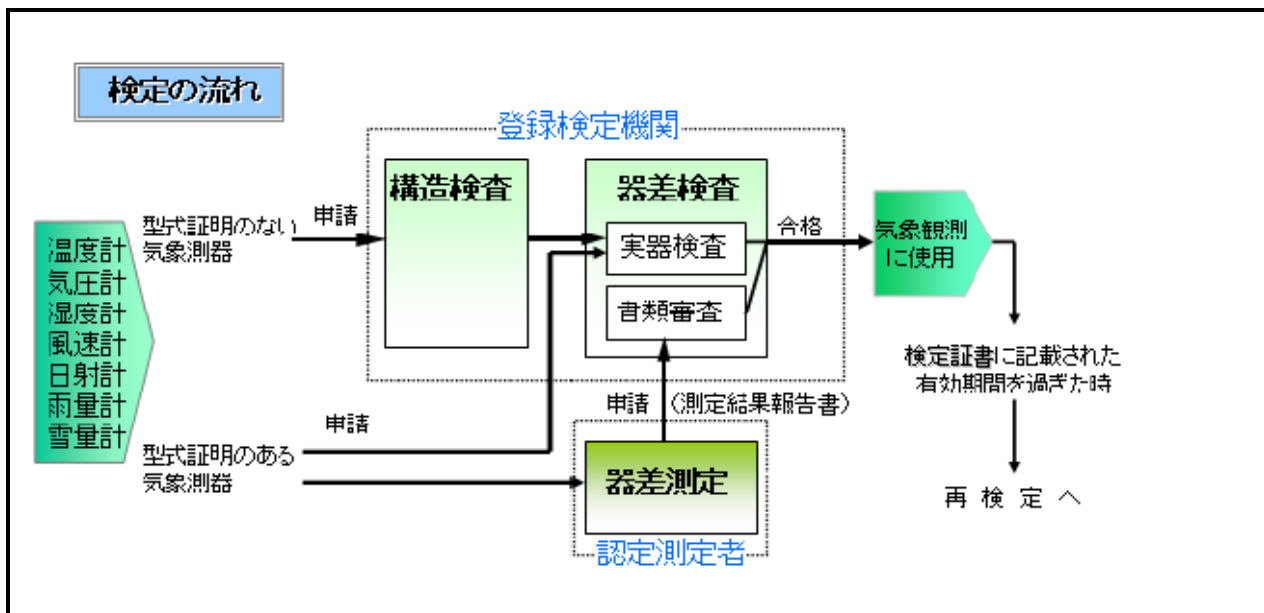 検定の流れ
登録検定機関
構造検査
器差検査
実器検査
書類審査
型式証明のない
気象測器
申請
温度計
気圧計
湿度計
風速計
日射計
雨量計
雪量計
合格
気象観測
に使用
検定証書に記載された
有効期間を過ぎた時
再検定へ
申請
型式証明のある
気象測器
申請（測定結果報告書）
器差測定
認定測定者